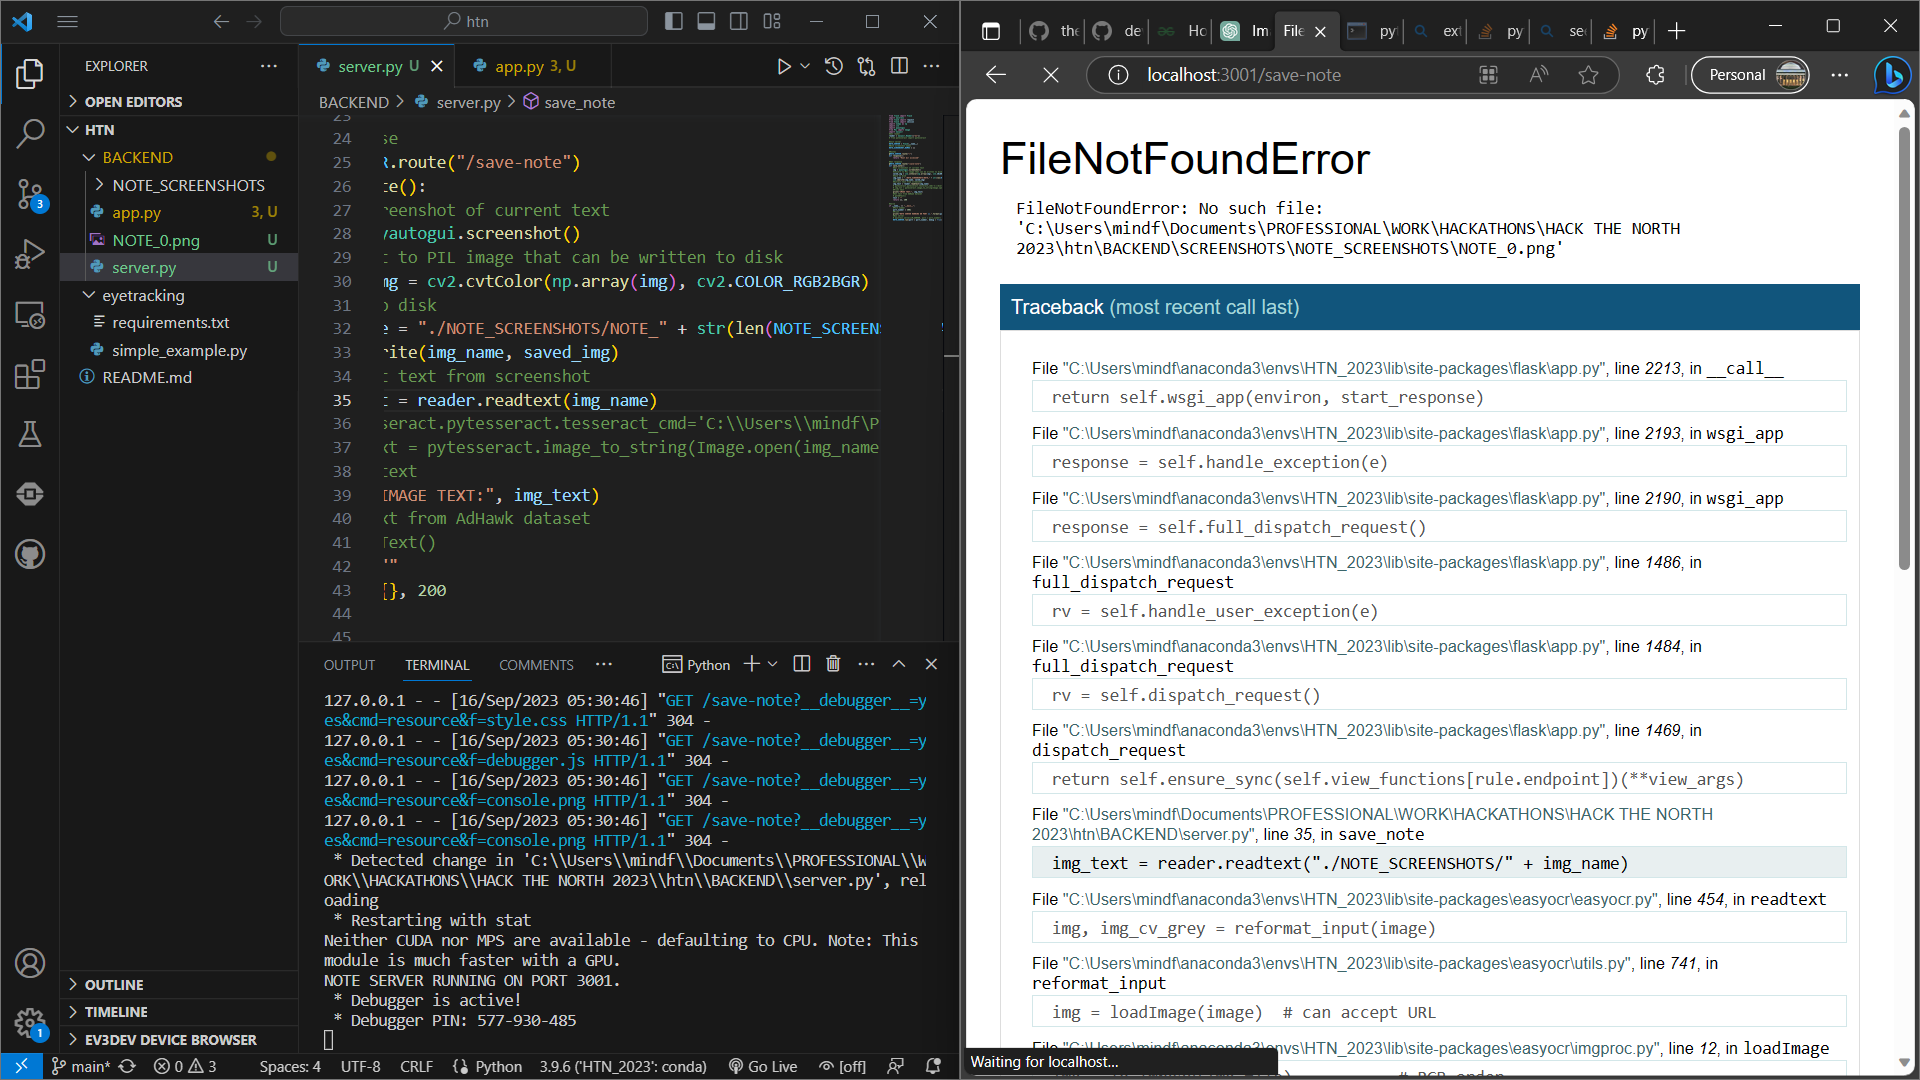 htn
EXPLORER
OPEN EDITORS
HTN
BACKEND
NOTE_SCREENSHOTS
app.py 3, U
NOTE_0.png U
server.py U
eyetracking
requirements.txt
simple_example.py
README.md
OUTLINE
TIMELINE
EV3DEV DEVICE BROWSER
3
1
server.py U
app.py 3, U
BACKEND > server.py > save_note
23
24 se
25 R.route("/save-note")
26 te():
27 reenshot of current text
28 yautogui.screenshot()
29 t to PIL image that can be written to disk
30 mg = cv2.cvtColor(np.array(img), cv2.COLOR_RGB2BGR)
31 o disk
32 e = "./NOTE_SCREENSHOTS/NOTE_" + str(len(NOTE_SCREEN
33 rite(img_name, saved_img)
34 t text from screenshot
35 t = reader.readtext(img_name)
36 seract.pytesseract.tesseract_cmd='C:\\Users\\mindf\P
37 xt = pytesseract.image_to_string(Image.open(img_name
38 text
39 IMAGE TEXT:", img_text)
40 xt from AdHawk dataset
41 Text()
42 '"
43 {}, 200
44
45
OUTPUT TERMINAL COMMENTS Python
127.0.0.1 - - [16/Sep/2023 05:30:46] "GET /save-note?__debugger__=y
es&cmd=resource&f=style.css HTTP/1.1" 304 -
127.0.0.1 - - [16/Sep/2023 05:30:46] "GET /save-note?__debugger__=y
es&cmd=resource&f=debugger.js HTTP/1.1" 304 -
127.0.0.1 - - [16/Sep/2023 05:30:46] "GET /save-note?__debugger__=y
es&cmd=resource&f=console.png HTTP/1.1" 304 -
127.0.0.1 - - [16/Sep/2023 05:30:46] "GET /save-note?__debugger__=y
es&cmd=resource&f=console.png HTTP/1.1" 304 -
* Detected change in 'C:\\Users\\mindf\\Documents\\PROFESSIONAL\\W
ORK\\HACKATHONS\\HACK THE NORTH 2023\\htn\\BACKEND\\server.py', rel
oading
* Restarting with stat
Neither CUDA nor MPS are available - defaulting to CPU. Note: This
module is much faster with a GPU.
NOTE SERVER RUNNING ON PORT 3001.
* Debugger is active!
* Debugger PIN: 577-930-485
main* 0 3 Spaces: 4 UTF-8 CRLF Python 3.9.6 ('HTN_2023': conda) Go Live [off]
the de Ho Im File py ext py se py
localhost:3001/save-note
Personal
FileNotFoundError
FileNotFoundError: No such file:
'C:\Users\mindf\Documents\PROFESSIONAL\WORK\HACKATHONS\HACK THE NORTH
2023\htn\BACKEND\SCREENSHOTS\NOTE_SCREENSHOTS\NOTE_0.png'
Traceback (most recent call last)
File "C:\Users\mindf\anaconda3\envs\HTN_2023\lib\site-packages\flask\app.py", line 2213, in __call__
return self.wsgi_app(environ, start_response)
File "C:\Users\mindf\anaconda3\envs\HTN_2023\lib\site-packages\flask\app.py", line 2193, in wsgi_app
response = self.handle_exception(e)
File "C:\Users\mindf\anaconda3\envs\HTN_2023\lib\site-packages\flask\app.py", line 2190, in wsgi_app
response = self.full_dispatch_request()
File "C:\Users\mindf\anaconda3\envs\HTN_2023\lib\site-packages\flask\app.py", line 1486, in
full_dispatch_request
rv = self.handle_user_exception(e)
File "C:\Users\mindf\anaconda3\envs\HTN_2023\lib\site-packages\flask\app.py", line 1484, in
full_dispatch_request
rv = self.dispatch_request()
File "C:\Users\mindf\anaconda3\envs\HTN_2023\lib\site-packages\flask\app.py", line 1469, in
dispatch_request
return self.ensure_sync(self.view_functions[rule.endpoint])(**view_args)
File "C:\Users\mindf\Documents\PROFESSIONAL\WORK\HACKATHONS\HACK THE NORTH
2023\htn\BACKEND\server.py", line 35, in save_note
img_text = reader.readtext("./NOTE_SCREENSHOTS/" + img_name)
File "C:\Users\mindf\anaconda3\envs\HTN_2023\lib\site-packages\easyocr\easyocr.py", line 454, in readtext
img, img_cv_grey = reformat_input(image)
File "C:\Users\mindf\anaconda3\envs\HTN_2023\lib\site-packages\easyocr\utils.py", line 741, in
reformat_input
img = loadImage(image) # can accept URL
nda3\envs\HTN_2023\lib\site-packages\easyocr\imgproc.py", line 12, in loadImage
Waiting for localhost...